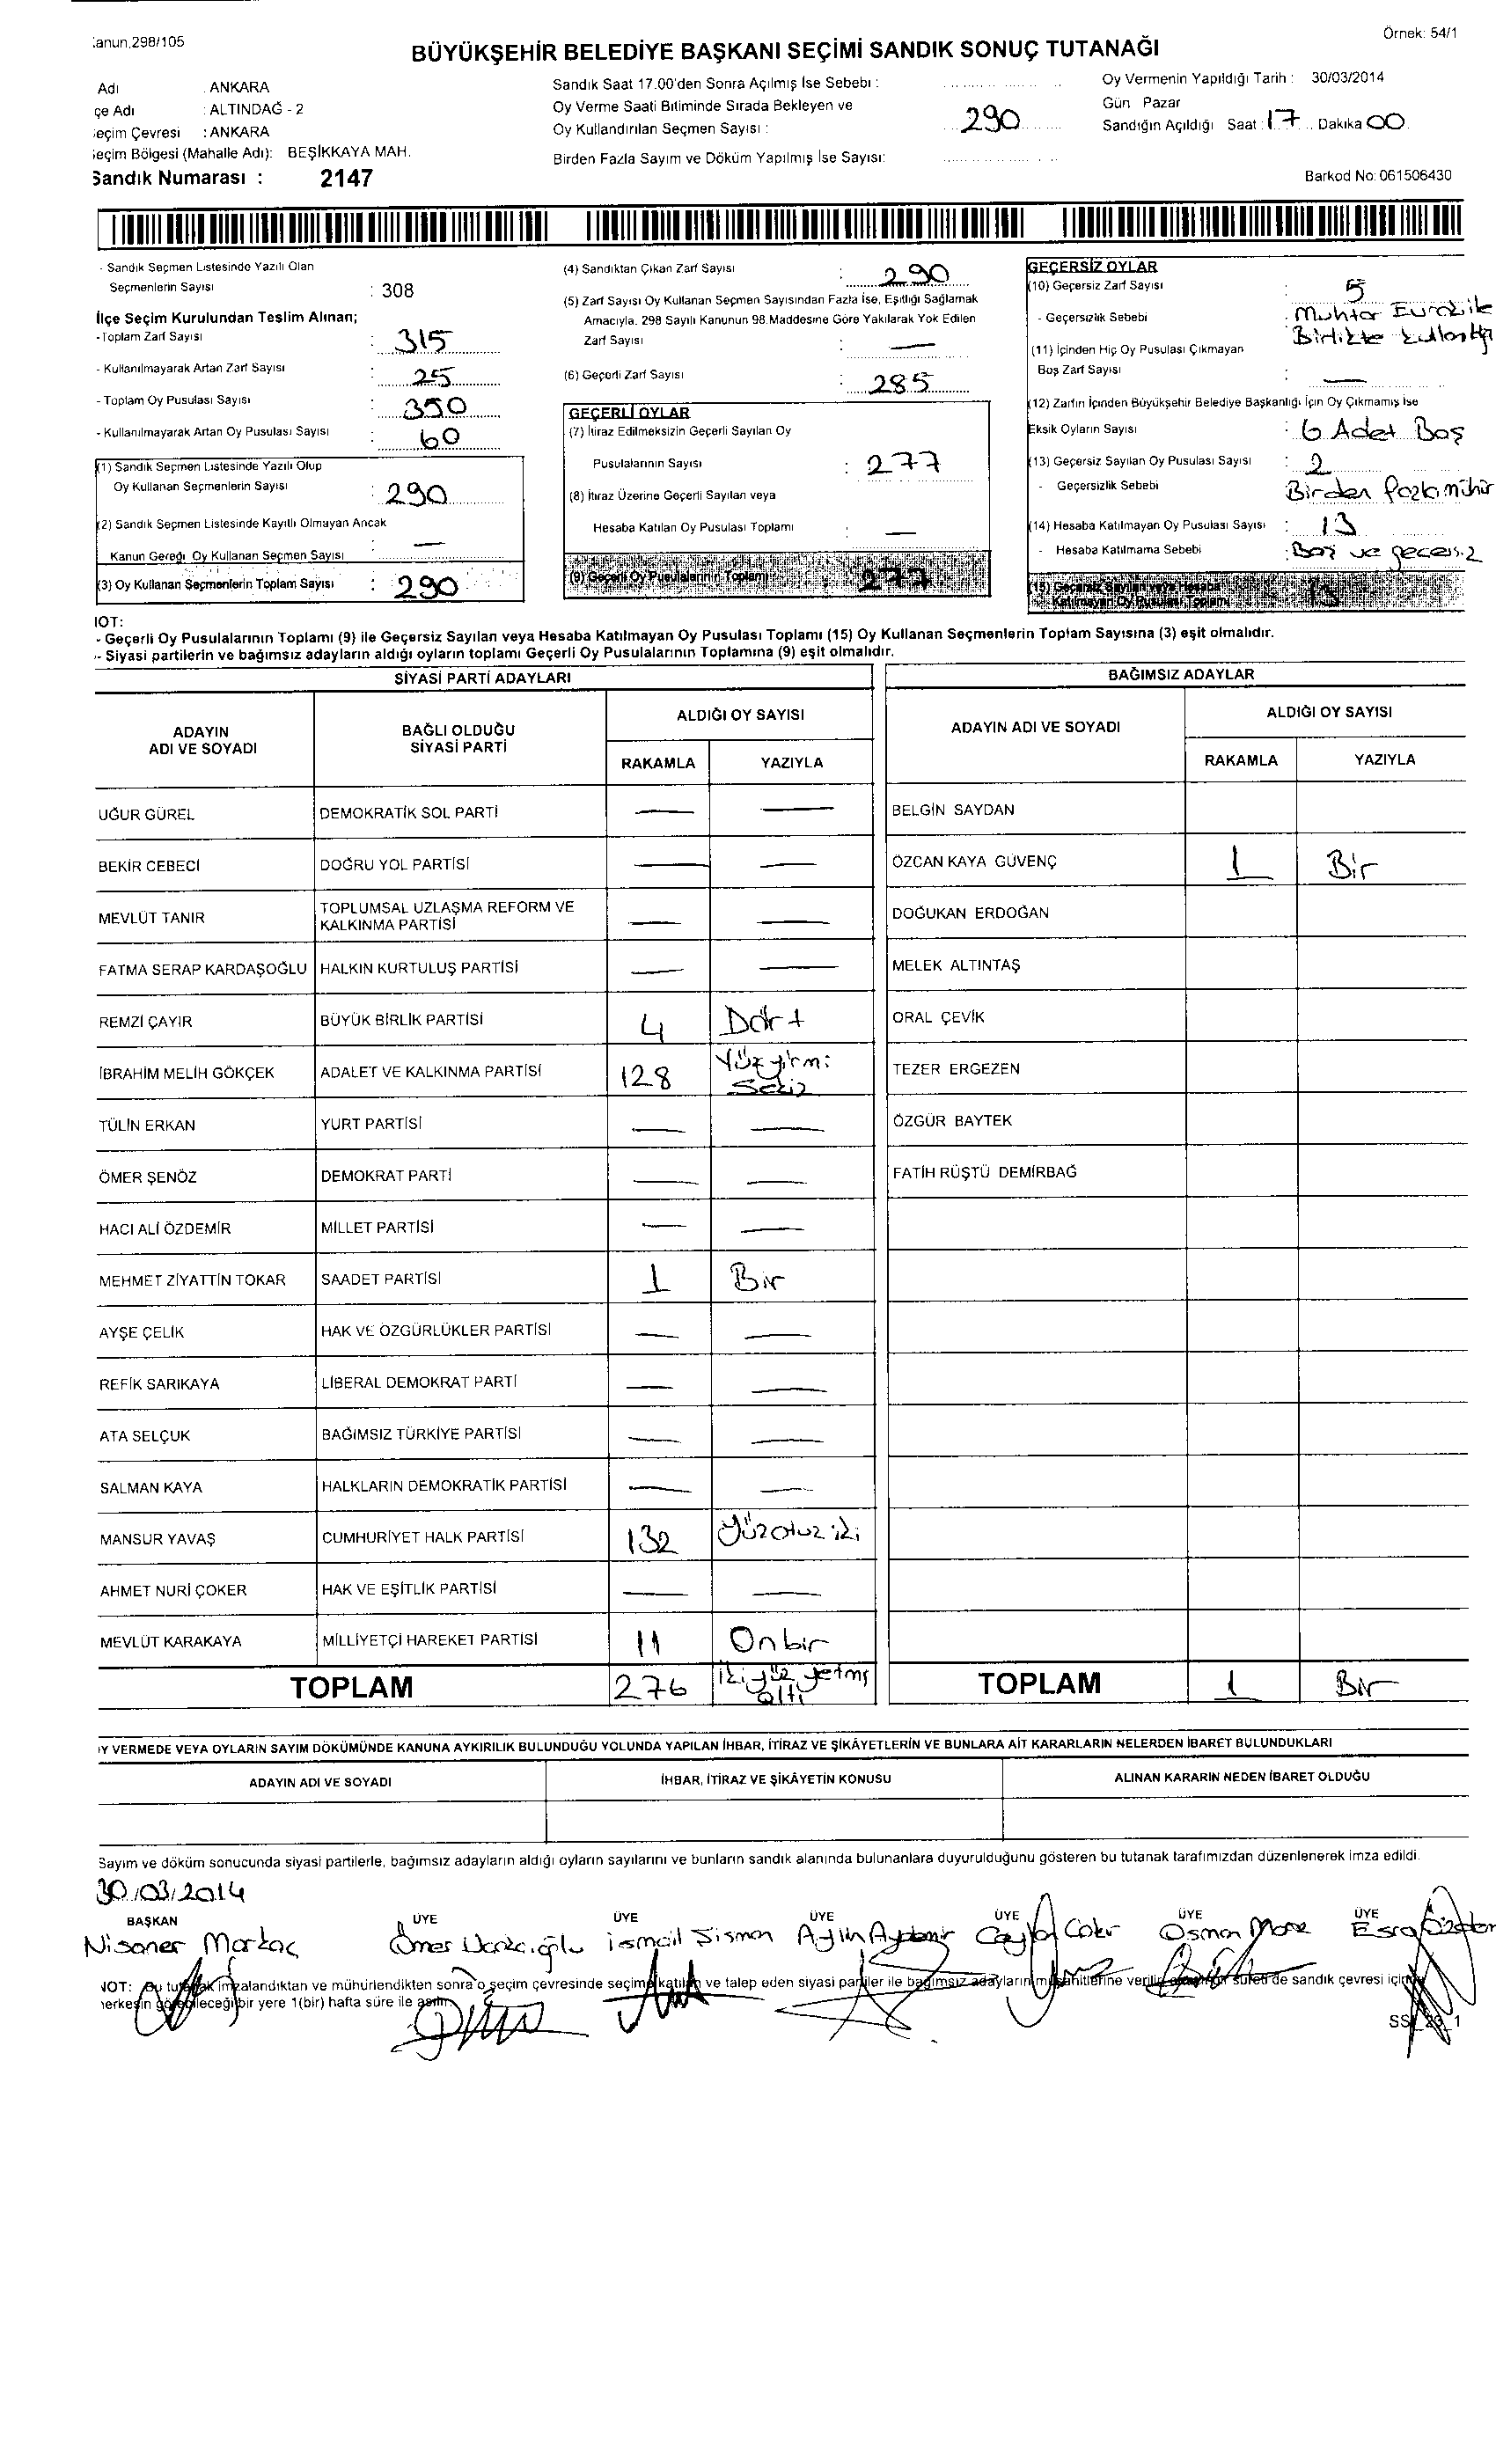 :anun,298/105
Örnek: 54/1
BÜYÜKŞEHİR BELEDİYE BAŞKANI SEÇİMİ SANDIK SONUÇ TUTANAĞI
Adı : ANKARA
çe Adı : ALTINDAĞ - 2
eçim Çevresi : ANKARA
eçim Bölgesi (Mahalle Adı): BEŞİKKAYA MAH.
Sandık Numarası : 2147
Sandık Saat 17.00'den Sonra Açılmış İse Sebebi :
Oy Verme Saati Bitiminde Sırada Bekleyen ve
Oy Kullandırılan Seçmen Sayısı : 290
Birden Fazla Sayım ve Döküm Yapılmış İse Sayısı:
Oy Vermenin Yapıldığı Tarih : 30/03/2014
Gün Pazar
Sandığın Açıldığı Saat : 17 Dakika 00
Barkod No: 061506430
- Sandık Seçmen Listesinde Yazılı Olan
Seçmenlerin Sayısı : 308
İlçe Seçim Kurulundan Teslim Alınan;
-Toplam Zarf Sayısı : 315
- Kullanılmayarak Artan Zarf Sayısı : 25
- Toplam Oy Pusulası Sayısı : 350
- Kullanılmayarak Artan Oy Pusulası Sayısı : 60
(1) Sandık Seçmen Listesinde Yazılı Olup
Oy Kullanan Seçmenlerin Sayısı : 290
(2) Sandık Seçmen Listesinde Kayıtlı Olmayan Ancak
Kanun Gereği Oy Kullanan Seçmen Sayısı : —
(3) Oy Kullanan Seçmenlerin Toplam Sayısı : 290
(4) Sandıktan Çıkan Zarf Sayısı : 290
(5) Zarf Sayısı Oy Kullanan Seçmen Sayısından Fazla İse, Eşitliği Sağlamak
Amacıyla, 298 Sayılı Kanunun 98.Maddesine Göre Yakılarak Yok Edilen
Zarf Sayısı : —
(6) Geçerli Zarf Sayısı : 285
GEÇERLİ OYLAR
(7) İtiraz Edilmeksizin Geçerli Sayılan Oy
Pusulalarının Sayısı : 277
(8) İtiraz Üzerine Geçerli Sayılan veya
Hesaba Katılan Oy Pusulası Toplamı : —
(9) Geçerli Oy Pusulalarının Toplamı : 277
GEÇERSİZ OYLAR
(10) Geçersiz Zarf Sayısı : 5
- Geçersizlik Sebebi : Muhtar Evrak ile
Birlikte
(11) İçinden Hiç Oy Pusulası Çıkmayan
Boş Zarf Sayısı : —
(12) Zarfın İçinden Büyükşehir Belediye Başkanlığı İçin Oy Çıkmamış İse
Eksik Oyların Sayısı : 6 Adet Boş
(13) Geçersiz Sayılan Oy Pusulası Sayısı : 2
- Geçersizlik Sebebi Birden fazla mühür
(14) Hesaba Katılmayan Oy Pusulası Sayısı : 13
- Hesaba Katılmama Sebebi : Boş ve geçersiz
(15) Geçersiz Sayılan veya Hesaba
Katılmayan Oy Pusulası Toplamı 13
IOT:
- Geçerli Oy Pusulalarının Toplamı (9) ile Geçersiz Sayılan veya Hesaba Katılmayan Oy Pusulası Toplamı (15) Oy Kullanan Seçmenlerin Toplam Sayısına (3) eşit olmalıdır.
- Siyasi partilerin ve bağımsız adayların aldığı oyların toplamı Geçerli Oy Pusulalarının Toplamına (9) eşit olmalıdır.
SİYASİ PARTİ ADAYLARI
ADAYIN
ADI VE SOYADI
BAĞLI OLDUĞU
SİYASİ PARTİ
ALDIĞI OY SAYISI
RAKAMLA YAZIYLA
UĞUR GÜREL DEMOKRATİK SOL PARTİ — —
BEKİR CEBECİ DOĞRU YOL PARTİSİ — —
MEVLÜT TANIR TOPLUMSAL UZLAŞMA REFORM VE
KALKINMA PARTİSİ — —
FATMA SERAP KARDAŞOĞLU HALKIN KURTULUŞ PARTİSİ — —
REMZİ ÇAYIR BÜYÜK BİRLİK PARTİSİ 4 Dört
İBRAHİM MELİH GÖKÇEK ADALET VE KALKINMA PARTİSİ 128 Yüzyirmi
Sekiz
TÜLİN ERKAN YURT PARTİSİ — —
ÖMER ŞENÖZ DEMOKRAT PARTİ — —
HACI ALİ ÖZDEMİR MİLLET PARTİSİ — —
MEHMET ZİYATTİN TOKAR SAADET PARTİSİ 1 Bir
AYŞE ÇELİK HAK VE ÖZGÜRLÜKLER PARTİSİ — —
REFİK SARIKAYA LİBERAL DEMOKRAT PARTİ — —
ATA SELÇUK BAĞIMSIZ TÜRKİYE PARTİSİ — —
SALMAN KAYA HALKLARIN DEMOKRATİK PARTİSİ — —
MANSUR YAVAŞ CUMHURİYET HALK PARTİSİ 132 Yüzotuz iki
AHMET NURİ ÇOKER HAK VE EŞİTLİK PARTİSİ — —
MEVLÜT KARAKAYA MİLLİYETÇİ HAREKET PARTİSİ 11 Onbir
TOPLAM 276 ikiyüz yetmş
altı
BAĞIMSIZ ADAYLAR
ADAYIN ADI VE SOYADI
ALDIĞI OY SAYISI
RAKAMLA YAZIYLA
BELGİN SAYDAN
ÖZCAN KAYA GÜVENÇ 1 Bir
DOĞUKAN ERDOĞAN
MELEK ALTINTAŞ
ORAL ÇEVİK
TEZER ERGEZEN
ÖZGÜR BAYTEK
FATİH RÜŞTÜ DEMİRBAĞ
TOPLAM 1 Bir
IY VERMEDE VEYA OYLARIN SAYIM DÖKÜMÜNDE KANUNA AYKIRILIK BULUNDUĞU YOLUNDA YAPILAN İHBAR, İTİRAZ VE ŞİKÂYETLERİN VE BUNLARA AİT KARARLARIN NELERDEN İBARET BULUNDUKLARI
ADAYIN ADI VE SOYADI İHBAR, İTİRAZ VE ŞİKÂYETİN KONUSU ALINAN KARARIN NEDEN İBARET OLDUĞU
Sayım ve döküm sonucunda siyasi partilerle, bağımsız adayların aldığı oyların sayılarını ve bunların sandık alanında bulunanlara duyurulduğunu gösteren bu tutanak tarafımızdan düzenlenerek imza edildi.
30/03/2014
BAŞKAN ÜYE ÜYE ÜYE ÜYE ÜYE ÜYE
Nisaner Ömer ismail Şişman Aylin Aydemir Osman Esra
NOT: Bu tutanak imzalandıktan ve mühürlendikten sonra o seçim çevresinde seçime katılan ve talep eden siyasi partiler ile bağımsız adayların müşahitlerine verilir sureti de sandık çevresi için
herkesin görebileceği bir yere 1(bir) hafta süre ile asılır.